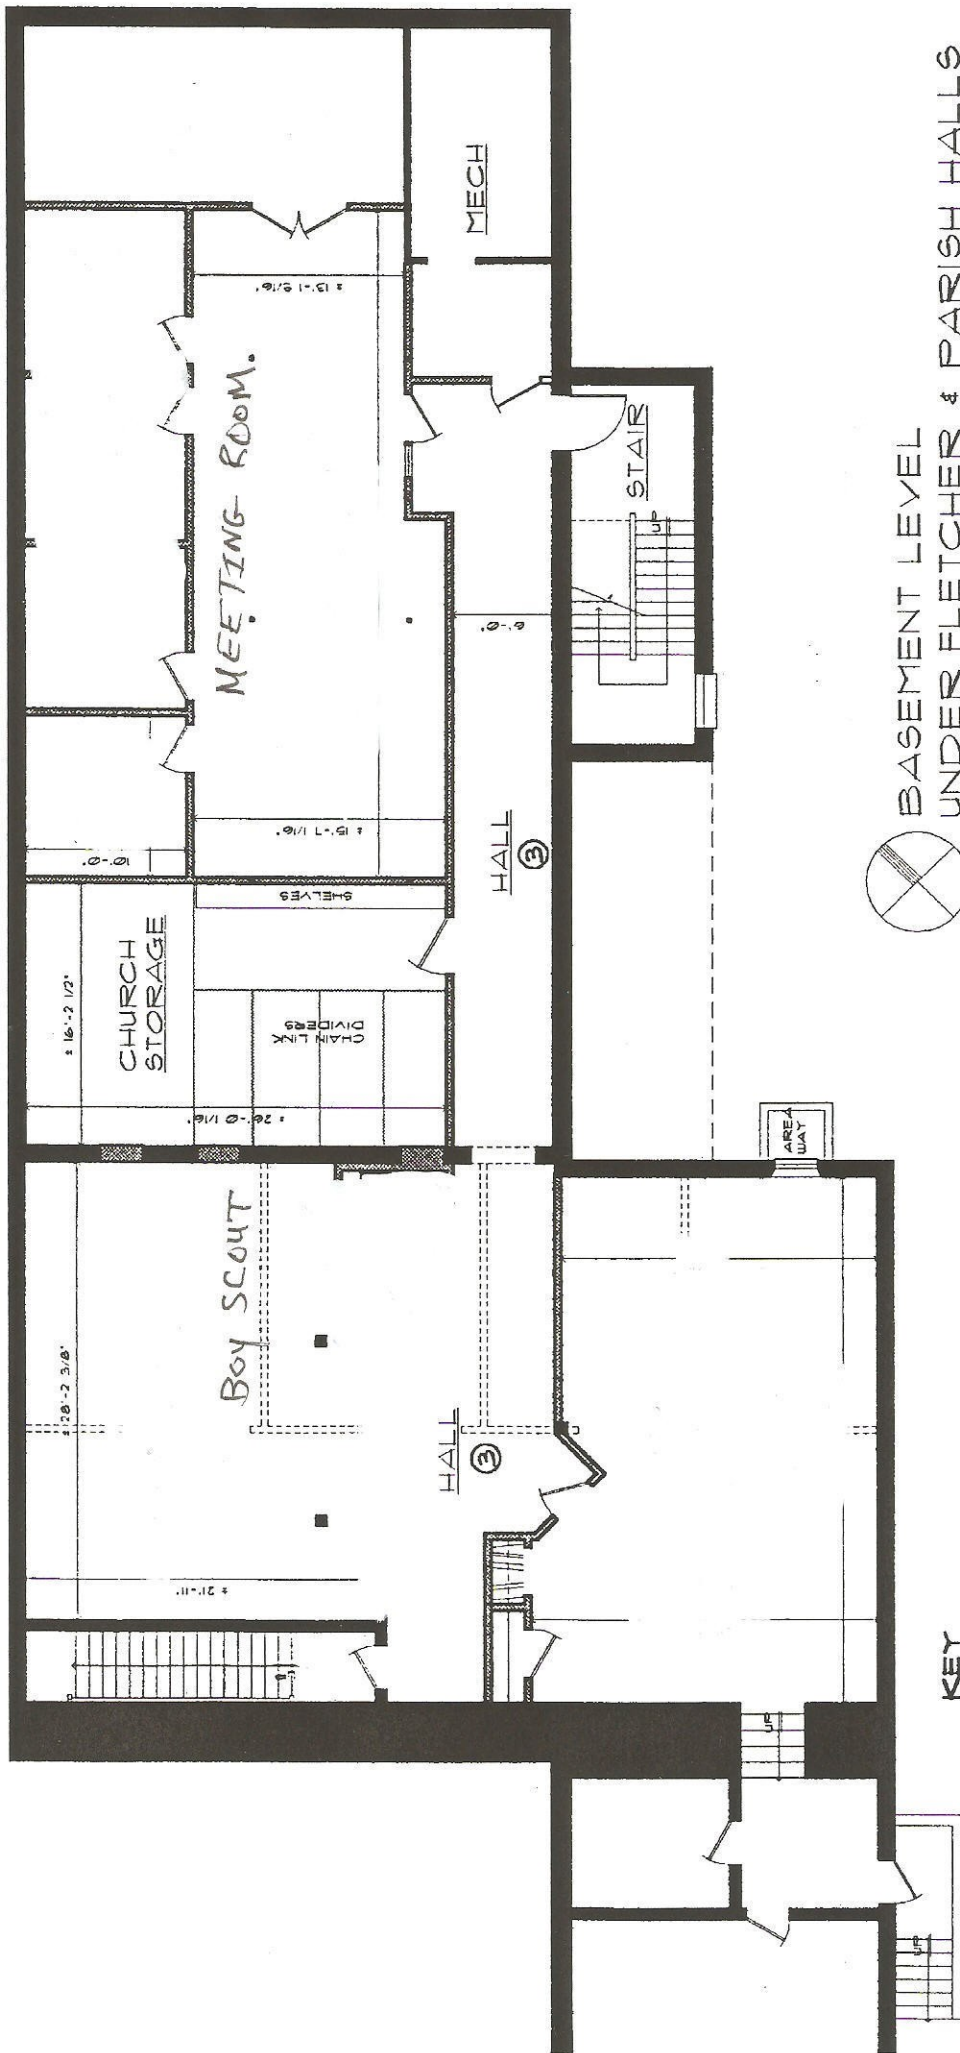 MECH
± 13'-1 9/16"
MEETING ROOM.
STAIR
UP
6'-0"
± 15'-7 1/16"
10'-0"
HALL
3
SHELVES
CHURCH
STORAGE
± 16'-2 1/2"
CHAIN LINK
DIVIDERS
± 26'-0 1/16"
AREA
WAY
BOY SCOUT
± 28'-2 3/8"
HALL
3
± 21'-11"
UP
UP
BASEMENT LEVEL
UNDER FLETCHER & PARISH HALLS
KEY